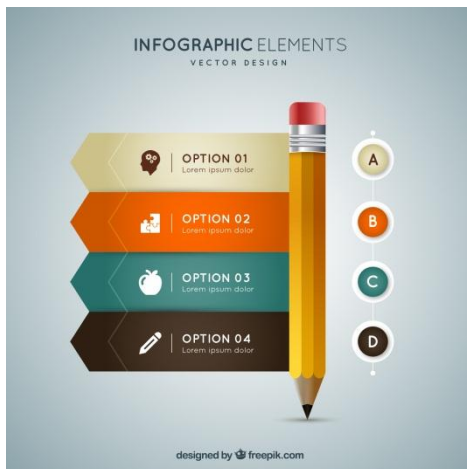 INFOGRAPHIC ELEMENTS
VECTOR DESIGN
OPTION 01
Lorem ipsum dolor
A
OPTION 02
Lorem ipsum dolor
B
OPTION 03
Lorem ipsum dolor
C
OPTION 04
Lorem ipsum dolor
D
designed by freepik.com